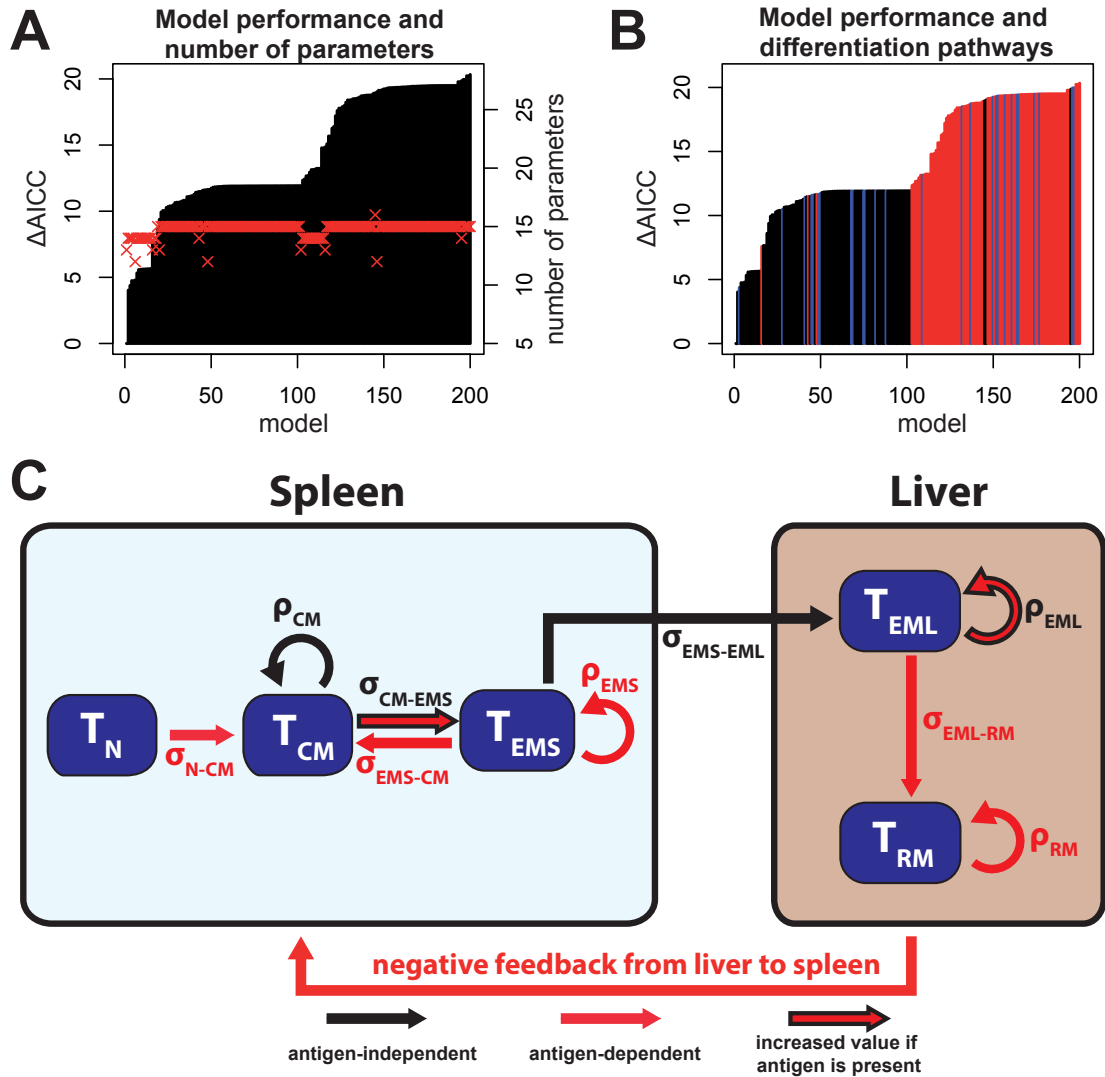 A
Model performance and
number of parameters
ΔAICC
0
5
10
15
20
5
10
15
20
25
number of parameters
0
50
100
150
200
model
B
Model performance and
differentiation pathways
ΔAICC
0
5
10
15
20
0
50
100
150
200
model
C
Spleen
Liver
T_N
σ_N-CM
ρ_CM
T_CM
σ_CM-EMS
σ_EMS-CM
T_EMS
ρ_EMS
σ_EMS-EML
T_EML
ρ_EML
σ_EML-RM
T_RM
ρ_RM
negative feedback from liver to spleen
antigen-independent
antigen-dependent
increased value if
antigen is present